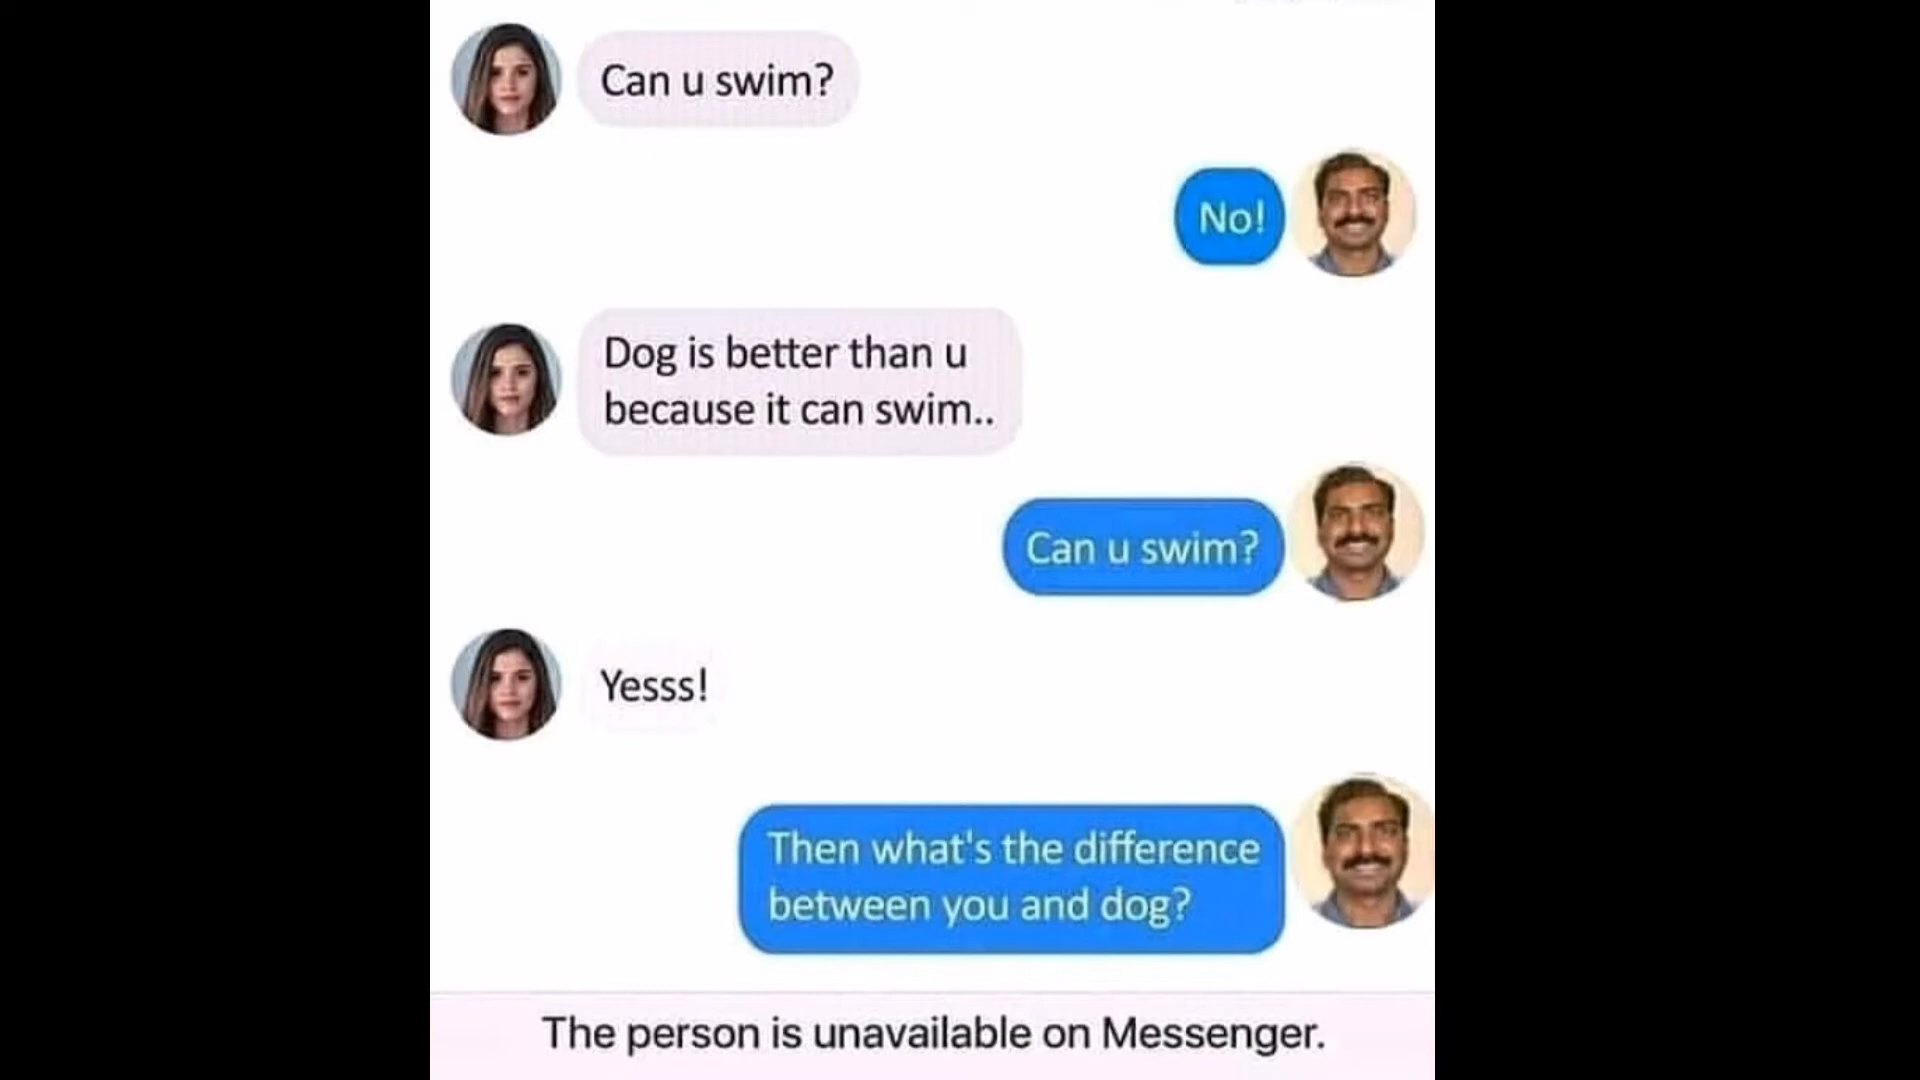 Can u swim?
No!
Dog is better than u
because it can swim..
Can u swim?
Yesss!
Then what's the difference
between you and dog?
The person is unavailable on Messenger.